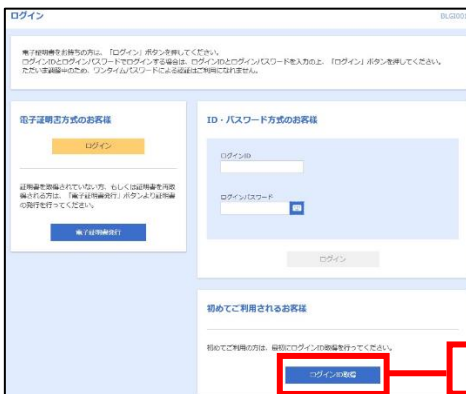 ログイン
BLGI001
電子証明書をお持ちの方は、「ログイン」ボタンを押してください。
ログインIDとログインパスワードでログインする場合は、ログインIDとログインパスワードを入力の上、「ログイン」ボタンを押してください。
ただいま調整中のため、ワンタイムパスワードによる認証はご利用になれません。
電子証明書方式のお客様
ログイン
証明書を取得されていない方、もしくは証明書を再取
得される方は、「電子証明書発行」ボタンより証明書
の発行を行ってください。
電子証明書発行
ID・パスワード方式のお客様
ログインID
ログインパスワード
ログイン
初めてご利用されるお客様
初めてご利用の方は、最初にログインID取得を行ってください。
ログインID取得